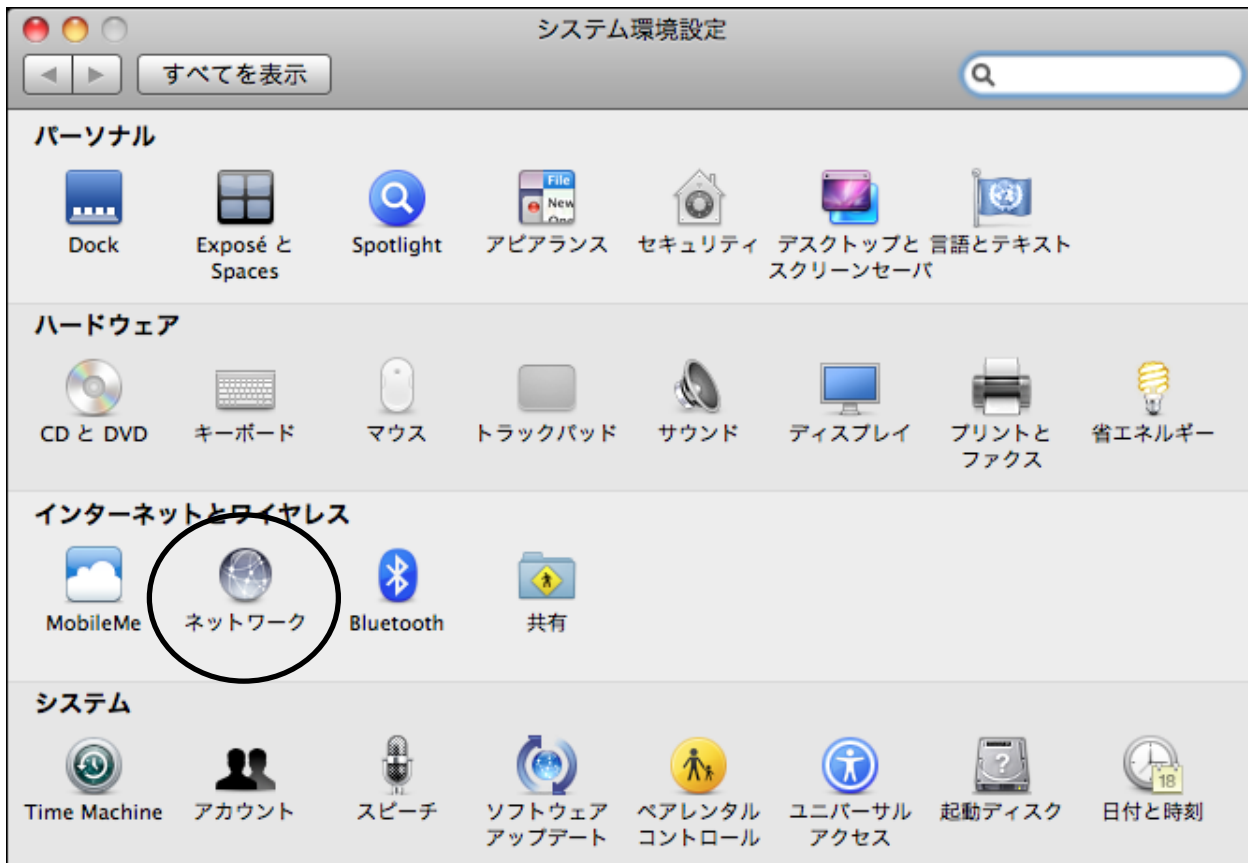 システム環境設定
すべてを表示
パーソナル
Dock
Exposé と
Spaces
Spotlight
File
New
One
アピアランス
セキュリティ
デスクトップと
スクリーンセーバ
言語とテキスト
ハードウェア
CD と DVD
キーボード
マウス
トラックパッド
サウンド
ディスプレイ
プリントと
ファクス
省エネルギー
インターネットとワイヤレス
MobileMe
ネットワーク
Bluetooth
共有
システム
Time Machine
アカウント
スピーチ
ソフトウェア
アップデート
ペアレンタル
コントロール
ユニバーサル
アクセス
?
起動ディスク
18
日付と時刻